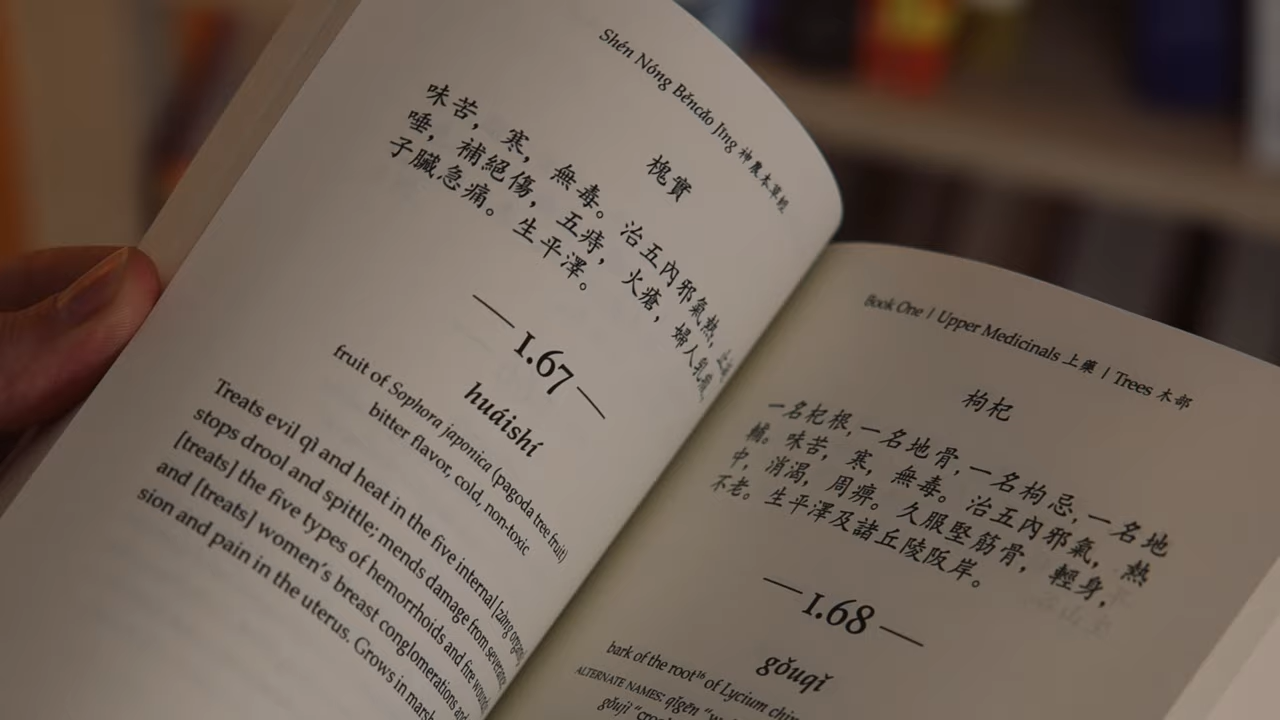 Shén Nóng Běncǎo Jīng 神農本草經
槐實
味苦，寒，無毒。治五內邪氣熱，
唾，補絕傷，五痔，火瘡，婦人乳瘕，
子臟急痛。生平澤。
1.67
huáishí
fruit of Sophora japonica (pagoda tree fruit)
bitter flavor, cold, non-toxic
Treats evil qì and heat in the five internal [zàng organs
stops drool and spittle; mends damage from severance
[treats] the five types of hemorrhoids and fire wounds
and [treats] women's breast conglomerations and
sion and pain in the uterus. Grows in marsh
Book One | Upper Medicinals 上藥 | Trees 木部
枸杞
一名杞根，一名地骨，一名枸忌，一名地
輔。味苦，寒，無毒。治五內邪氣，熱
中，消渴，周痹。久服堅筋骨，輕身，
不老。生平澤及諸丘陵阪岸。
1.68
gǒuqǐ
bark of the root¹⁶ of Lycium chin
ALTERNATE NAMES: qǐgēn "wo
gǒujì "cro